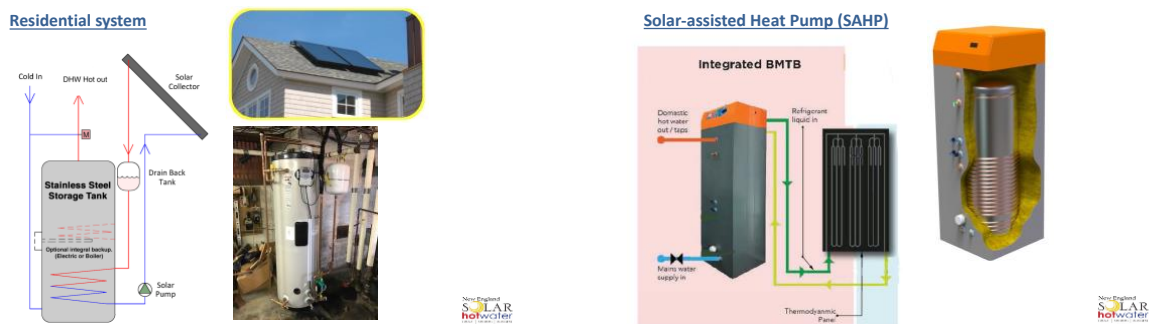 Residential system
Cold In
DHW Hot out
Solar
Collector
M
Drain Back
Tank
Stainless Steel
Storage Tank
Optional integral backup.
(Electric or Boiler)
Solar
Pump
New England
SOLAR
hotwater
Solar-assisted Heat Pump (SAHP)
Integrated BMTB
Domestic
hot water
out / taps
Refrigerant
liquid in
Mains water
supply in
Thermodyanmic
Panel
New England
SOLAR
hotwater